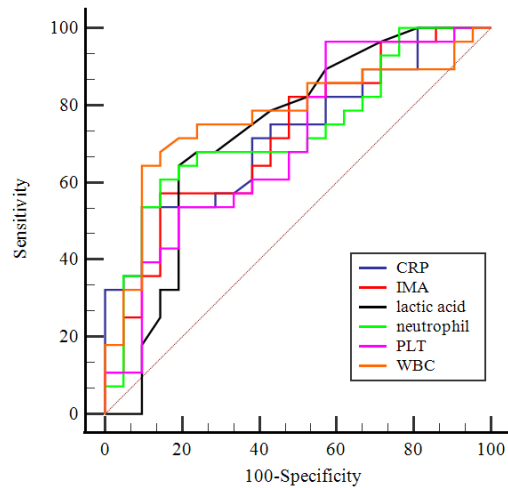 100
80
60
40
20
0
Sensitivity
CRP
IMA
lactic acid
neutrophil
PLT
WBC
0 20 40 60 80 100
100-Specificity